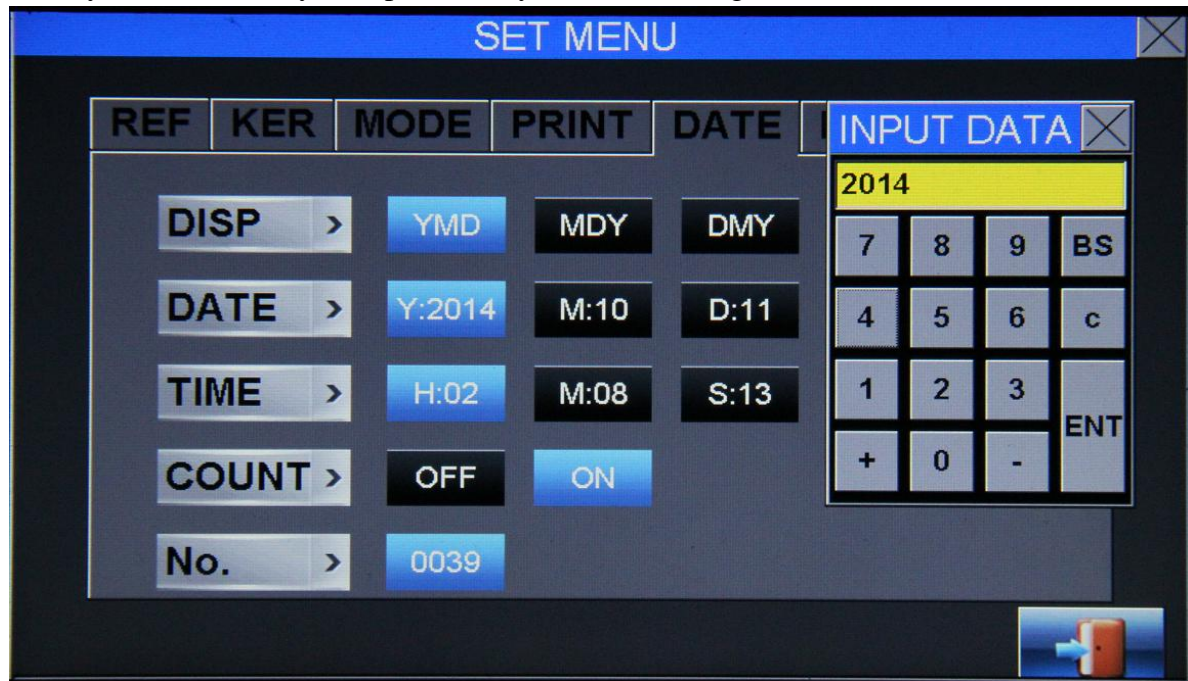 SET MENU
REF KER MODE PRINT DATE
INPUT DATA
2014
7 8 9 BS
4 5 6 c
1 2 3
ENT
+ 0 -
DISP > YMD MDY DMY
DATE > Y:2014 M:10 D:11
TIME > H:02 M:08 S:13
COUNT > OFF ON
No. > 0039